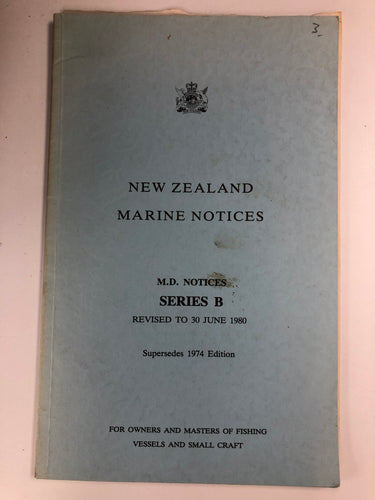 3.
NEW ZEALAND
MARINE NOTICES
M.D. NOTICES
SERIES B
REVISED TO 30 JUNE 1980
Supersedes 1974 Edition
FOR OWNERS AND MASTERS OF FISHING
VESSELS AND SMALL CRAFT